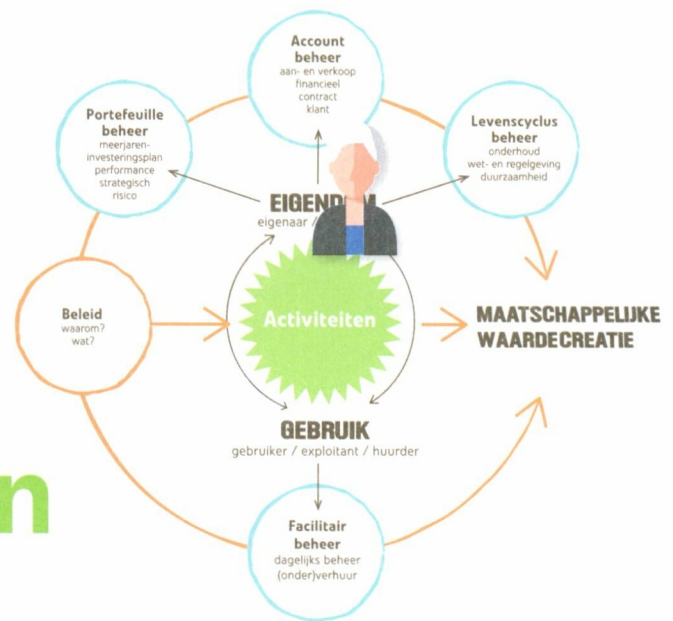 Account
beheer
aan- en verkoop
financieel
contract
klant
Portefeuille
beheer
meerjaren-
investeringsplan
performance
strategisch
risico
Levenscyclus
beheer
onderhoud
wet- en regelgeving
duurzaamheid
eigenaar /
Beleid
waarom?
wat?
Activiteiten
MAATSCHAPPELIJKE
WAARDECREATIE
GEBRUIK
gebruiker / exploitant / huurder
n
Facilitair
beheer
dagelijks beheer
(onder)verhuur